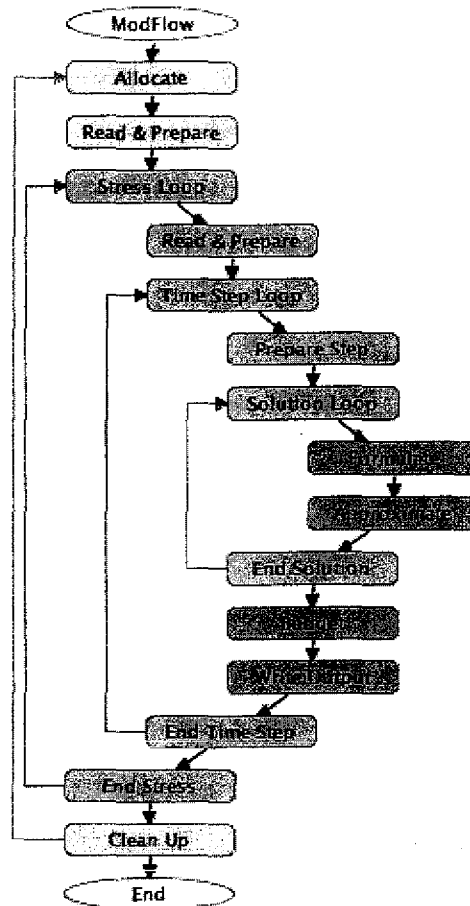 ModFlow
Allocate
Read & Prepare
Stress Loop
Read & Prepare
Time Step Loop
Prepare Step
Solution Loop
End Solution
End Time Step
End Stress
Clean Up
End